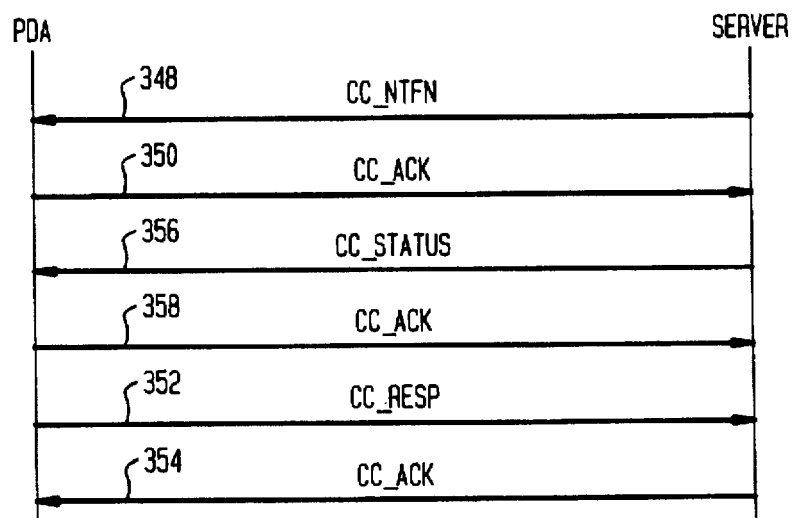 PDA
SERVER
348
CC_NTFN
350
CC_ACK
356
CC_STATUS
358
CC_ACK
352
CC_RESP
354
CC_ACK